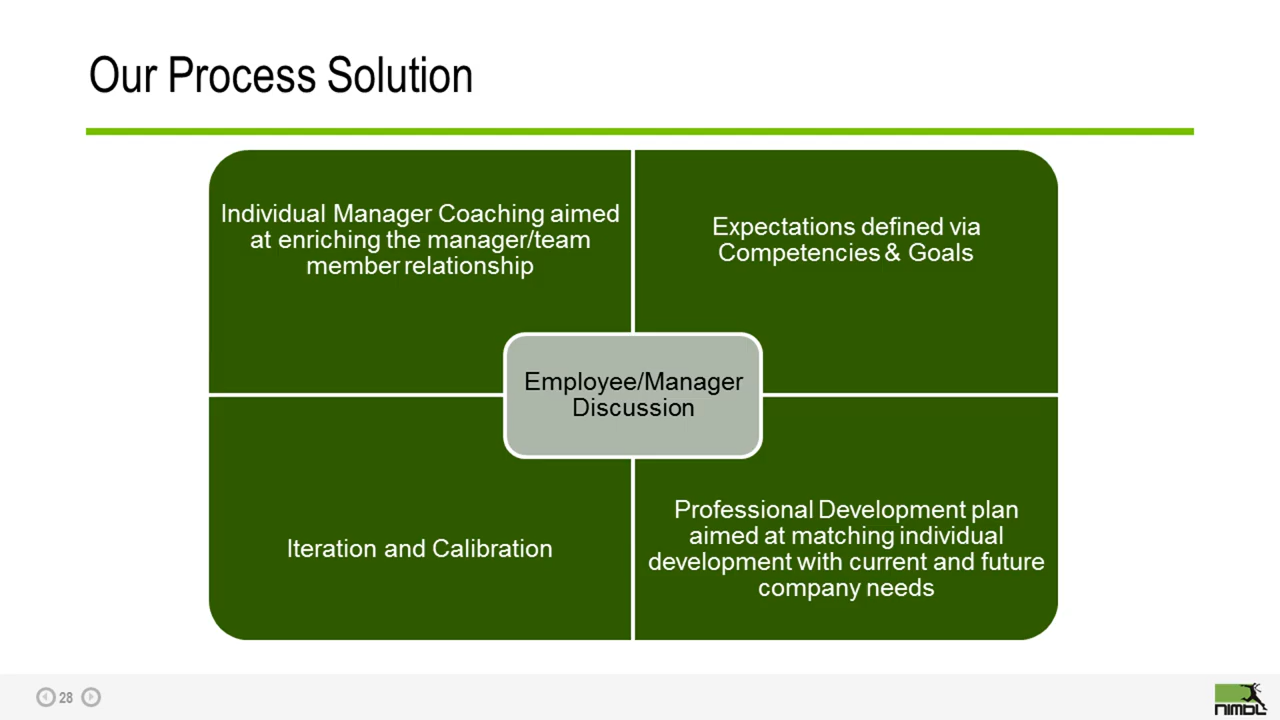 Our Process Solution
Individual Manager Coaching aimed
at enriching the manager/team
member relationship
Expectations defined via
Competencies & Goals
Employee/Manager
Discussion
Iteration and Calibration
Professional Development plan
aimed at matching individual
development with current and future
company needs
28
nimbl